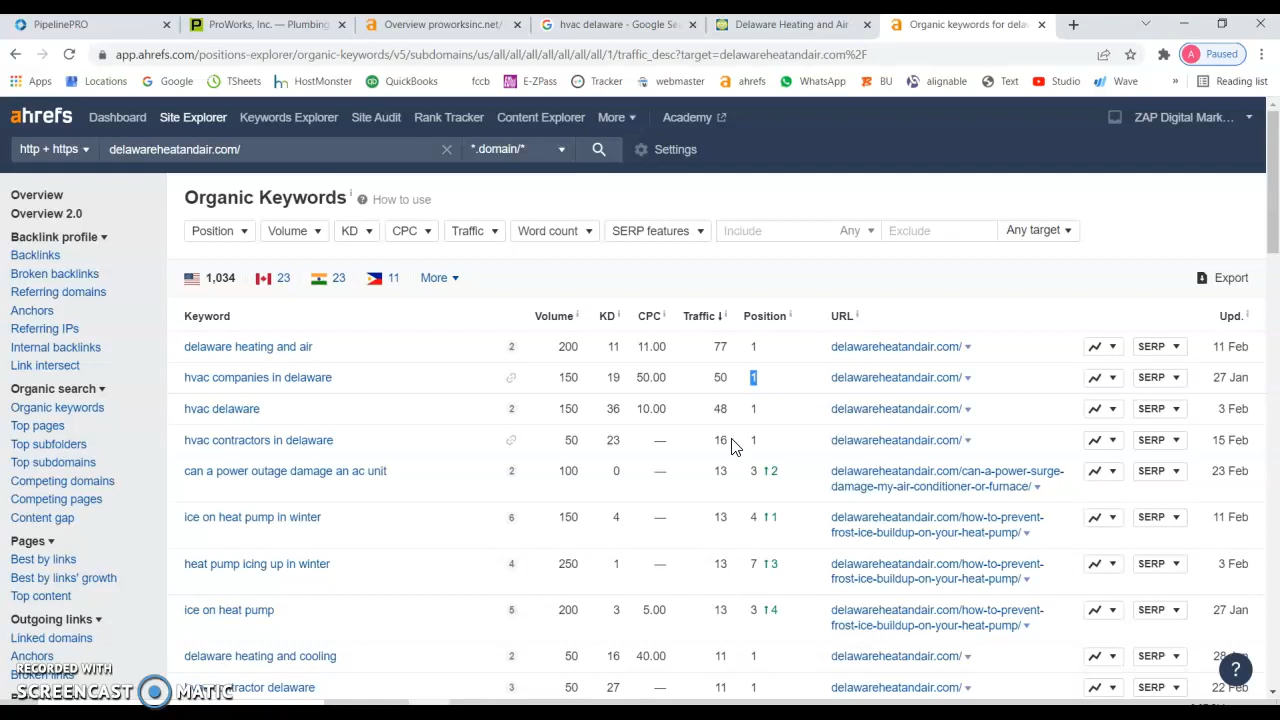 PipelinePRO × ProWorks, Inc. – Plumbing × Overview proworksinc.net/ × hvac delaware - Google Se × Delaware Heating and Air × Organic keywords for dela × +
app.ahrefs.com/positions-explorer/organic-keywords/v5/subdomains/us/all/all/all/all/all/all/1/traffic_desc?target=delawareheatandair.com%2F A Paused
Apps Locations Google TSheets HostMonster QuickBooks fccb E-ZPass Tracker webmaster ahrefs WhatsApp BU alignable Text Studio Wave » Reading list
ahrefs Dashboard Site Explorer Keywords Explorer Site Audit Rank Tracker Content Explorer More Academy ZAP Digital Mark...
http + https delawareheatandair.com/ × *.domain/* Settings
Overview
Overview 2.0
Backlink profile
Backlinks
Broken backlinks
Referring domains
Anchors
Referring IPs
Internal backlinks
Link intersect
Organic search
Organic keywords
Top pages
Top subfolders
Top subdomains
Competing domains
Competing pages
Content gap
Pages
Best by links
Best by links' growth
Top content
Outgoing links
Linked domains
Anchors
Broken links
Organic Keywords i ? How to use
Position Volume KD CPC Traffic Word count SERP features Include Any Exclude Any target
1,034 23 23 11 More Export
Keyword Volume i KD i CPC i Traffic ↓ i Position i URL i Upd. i
delaware heating and air 2 200 11 11.00 77 1 delawareheatandair.com/ SERP 11 Feb
hvac companies in delaware 150 19 50.00 50 1 delawareheatandair.com/ SERP 27 Jan
hvac delaware 2 150 36 10.00 48 1 delawareheatandair.com/ SERP 3 Feb
hvac contractors in delaware 50 23 — 16 1 delawareheatandair.com/ SERP 15 Feb
can a power outage damage an ac unit 2 100 0 — 13 3 ↑2 delawareheatandair.com/can-a-power-surge-
damage-my-air-conditioner-or-furnace/ SERP 23 Feb
ice on heat pump in winter 6 150 4 — 13 4 ↑1 delawareheatandair.com/how-to-prevent-
frost-ice-buildup-on-your-heat-pump/ SERP 11 Feb
heat pump icing up in winter 4 250 1 — 13 7 ↑3 delawareheatandair.com/how-to-prevent-
frost-ice-buildup-on-your-heat-pump/ SERP 3 Feb
ice on heat pump 5 200 3 5.00 13 3 ↑4 delawareheatandair.com/how-to-prevent-
frost-ice-buildup-on-your-heat-pump/ SERP 27 Jan
delaware heating and cooling 2 50 16 40.00 11 1 delawareheatandair.com/ SERP
delaware 3 50 27 — 11 1 delawareheatandair.com/ SERP 22 Feb
RECORDED WITH
SCREENCAST MATIC
?